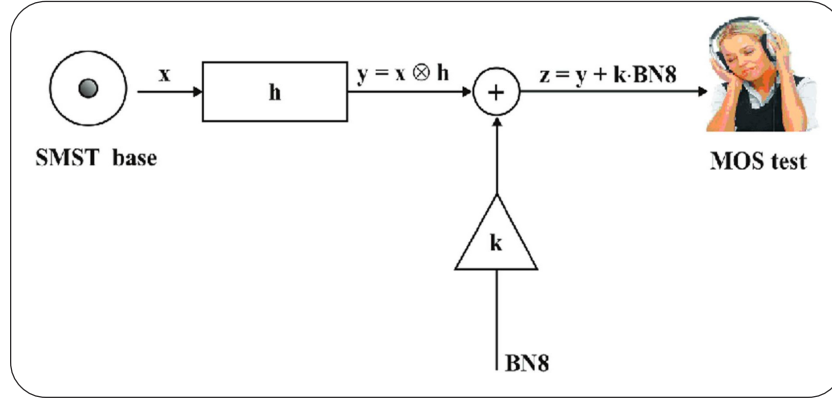 x
y = x ⊗ h
z = y + k·BN8
h
+
SMST base
MOS test
k
BN8